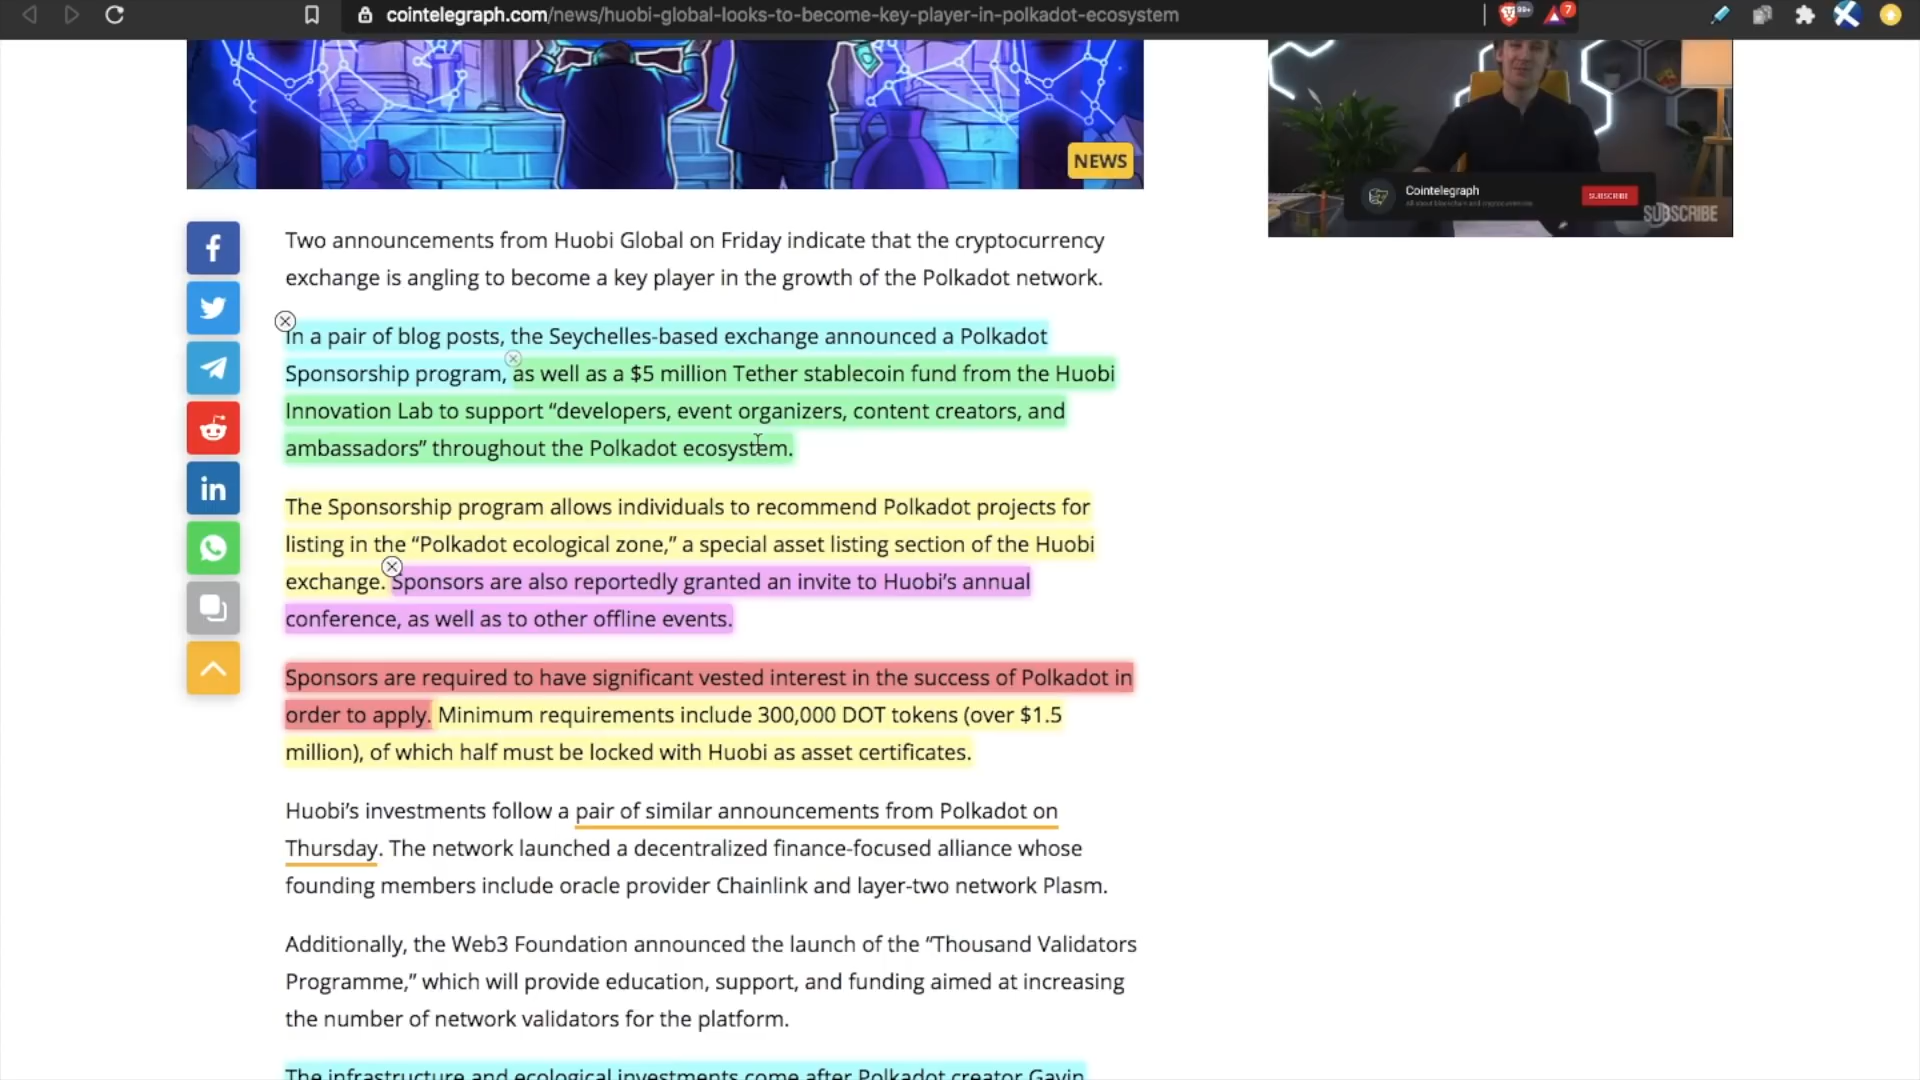 cointelegraph.com/news/huobi-global-looks-to-become-key-player-in-polkadot-ecosystem
99+
7
NEWS
Cointelegraph
SUBSCRIBE
SUBSCRIBE
Two announcements from Huobi Global on Friday indicate that the cryptocurrency
exchange is angling to become a key player in the growth of the Polkadot network.
In a pair of blog posts, the Seychelles-based exchange announced a Polkadot
Sponsorship program, as well as a $5 million Tether stablecoin fund from the Huobi
Innovation Lab to support “developers, event organizers, content creators, and
ambassadors” throughout the Polkadot ecosystem.
The Sponsorship program allows individuals to recommend Polkadot projects for
listing in the “Polkadot ecological zone,” a special asset listing section of the Huobi
exchange. Sponsors are also reportedly granted an invite to Huobi’s annual
conference, as well as to other offline events.
Sponsors are required to have significant vested interest in the success of Polkadot in
order to apply. Minimum requirements include 300,000 DOT tokens (over $1.5
million), of which half must be locked with Huobi as asset certificates.
Huobi’s investments follow a pair of similar announcements from Polkadot on
Thursday. The network launched a decentralized finance-focused alliance whose
founding members include oracle provider Chainlink and layer-two network Plasm.
Additionally, the Web3 Foundation announced the launch of the “Thousand Validators
Programme,” which will provide education, support, and funding aimed at increasing
the number of network validators for the platform.
The infrastructure and ecological investments come after Polkadot creator Gavin